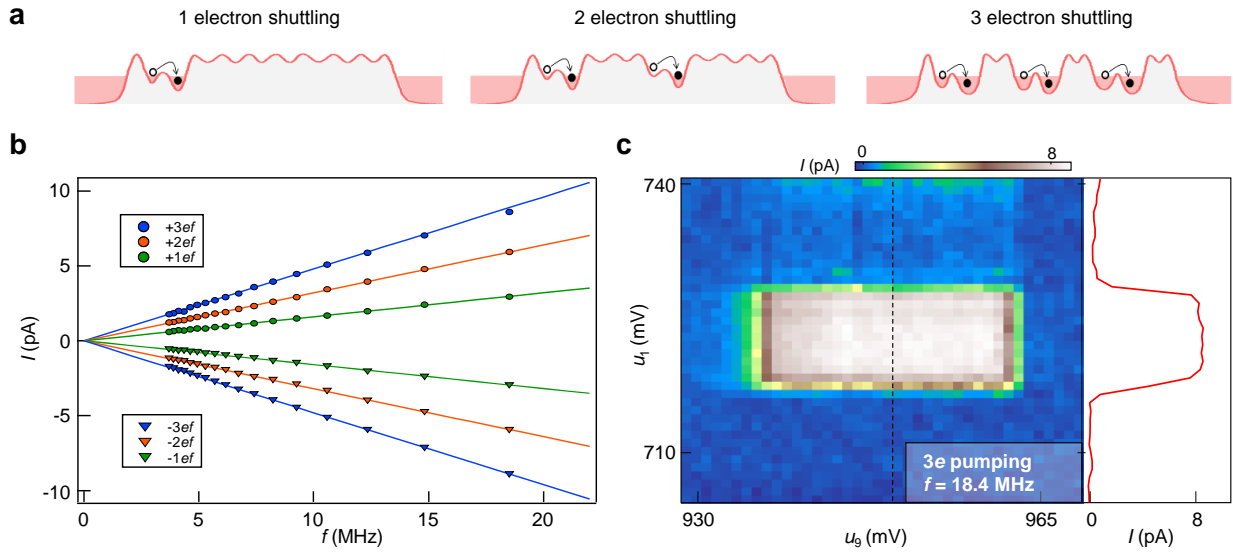 a
1 electron shuttling 2 electron shuttling 3 electron shuttling
b
10
5
0
-5
-10
I (pA)
+3ef
+2ef
+1ef
-3ef
-2ef
-1ef
0 5 10 15 20
f (MHz)
c
I (pA) 0 8
740
710
u1 (mV)
3e pumping
f = 18.4 MHz
930 965
u9 (mV)
0 8
I (pA)